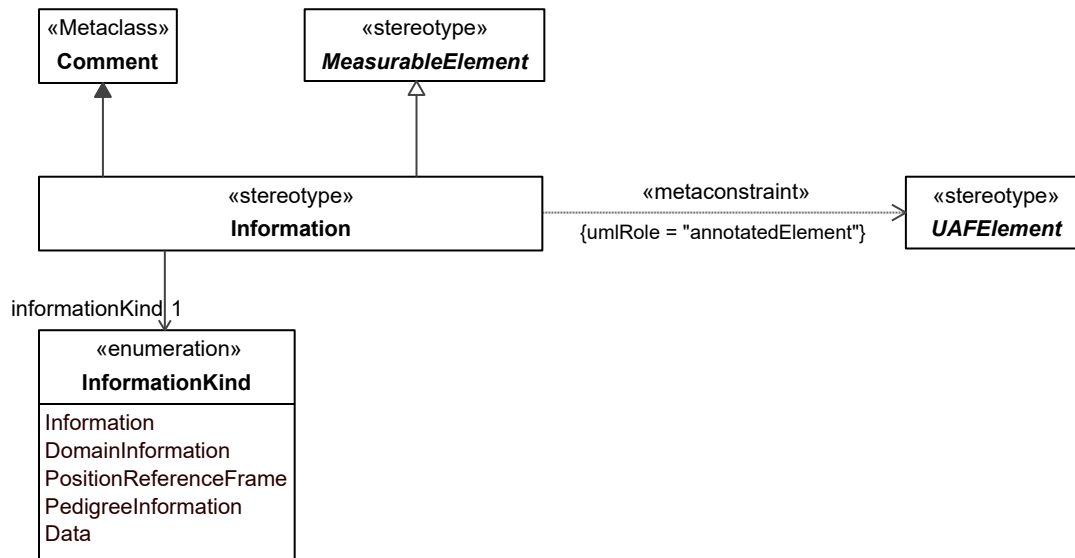 «Metaclass»
Comment
«stereotype»
MeasurableElement
«stereotype»
Information
«metaconstraint»
{umlRole = "annotatedElement"}
«stereotype»
UAFElement
informationKind 1
«enumeration»
InformationKind
Information
DomainInformation
PositionReferenceFrame
PedigreeInformation
Data